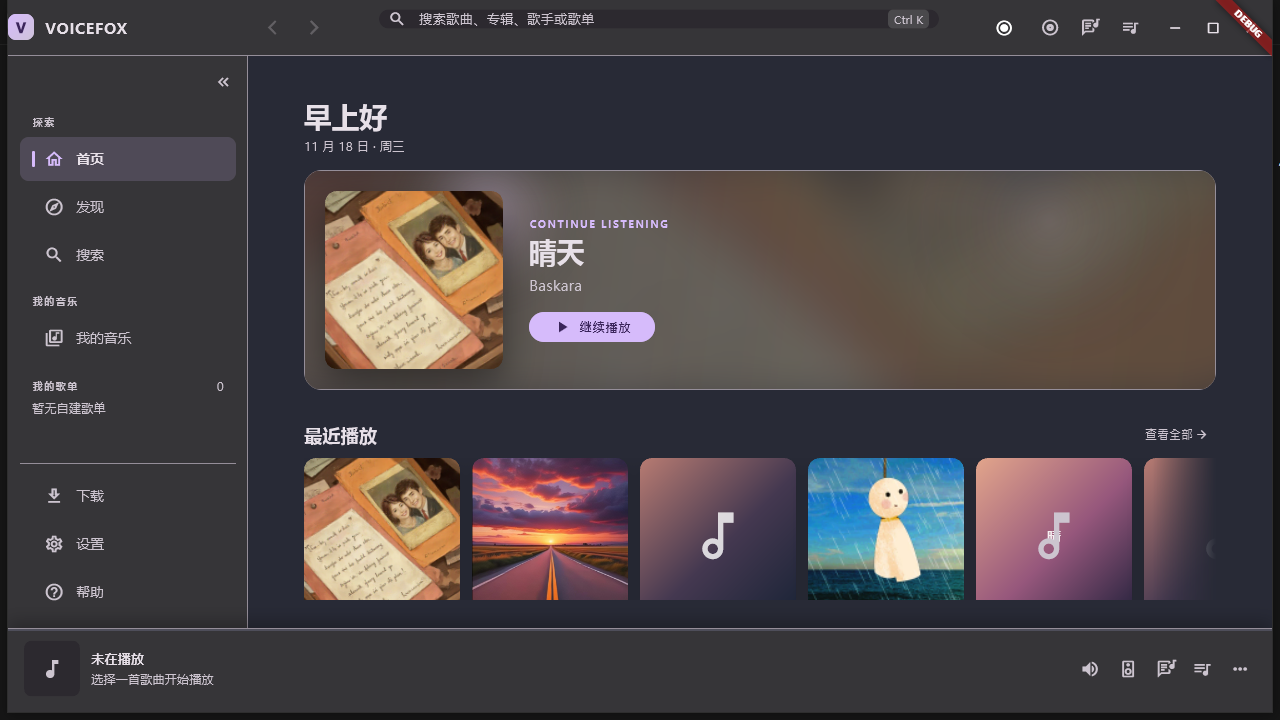 V VOICEFOX
搜索歌曲、专辑、歌手或歌单
Ctrl K
DEBUG
探索
首页
发现
搜索
我的音乐
我的音乐
我的歌单 0
暂无自建歌单
下载
设置
帮助
早上好
11 月 18 日 · 周三
CONTINUE LISTENING
晴天
Baskara
继续播放
最近播放
查看全部
未在播放
选择一首歌曲开始播放